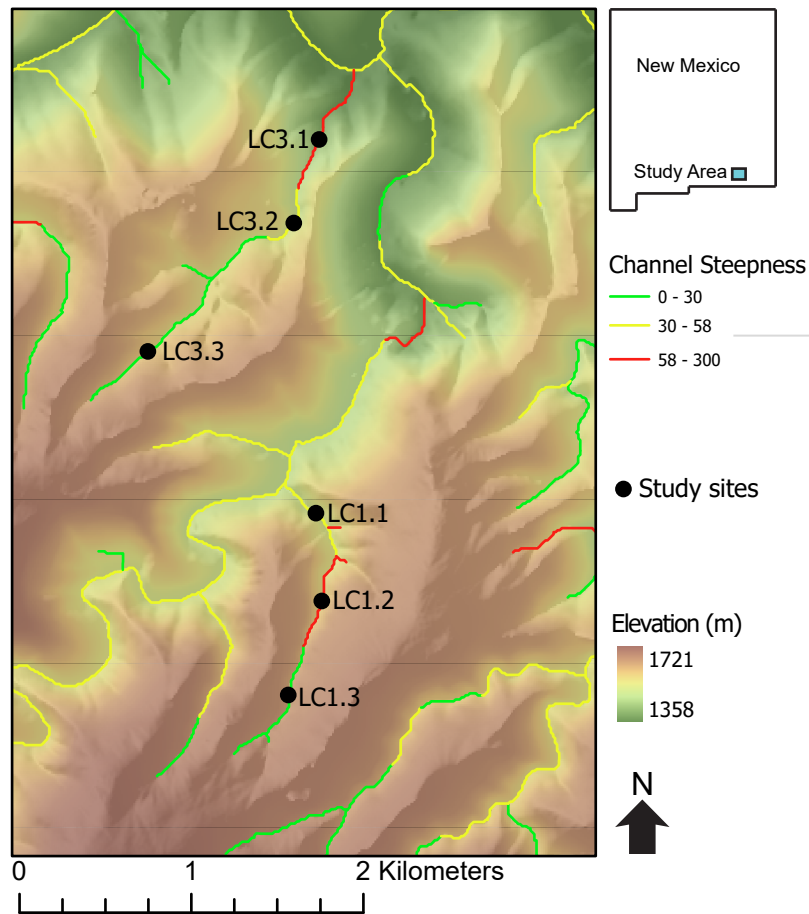 New Mexico
Study Area
Channel Steepness
0 - 30
30 - 58
58 - 300
Study sites
Elevation (m)
1721
1358
N
LC3.1
LC3.2
LC3.3
LC1.1
LC1.2
LC1.3
0 1 2 Kilometers